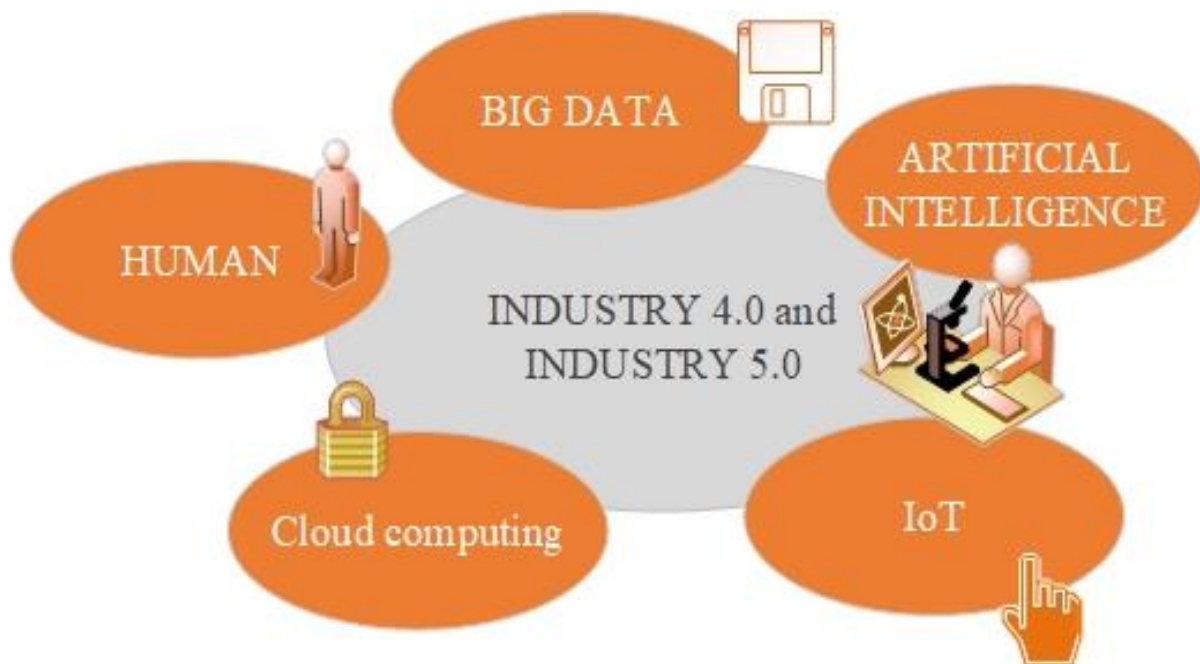 BIG DATA
ARTIFICIAL
INTELLIGENCE
HUMAN
INDUSTRY 4.0 and
INDUSTRY 5.0
Cloud computing
IoT